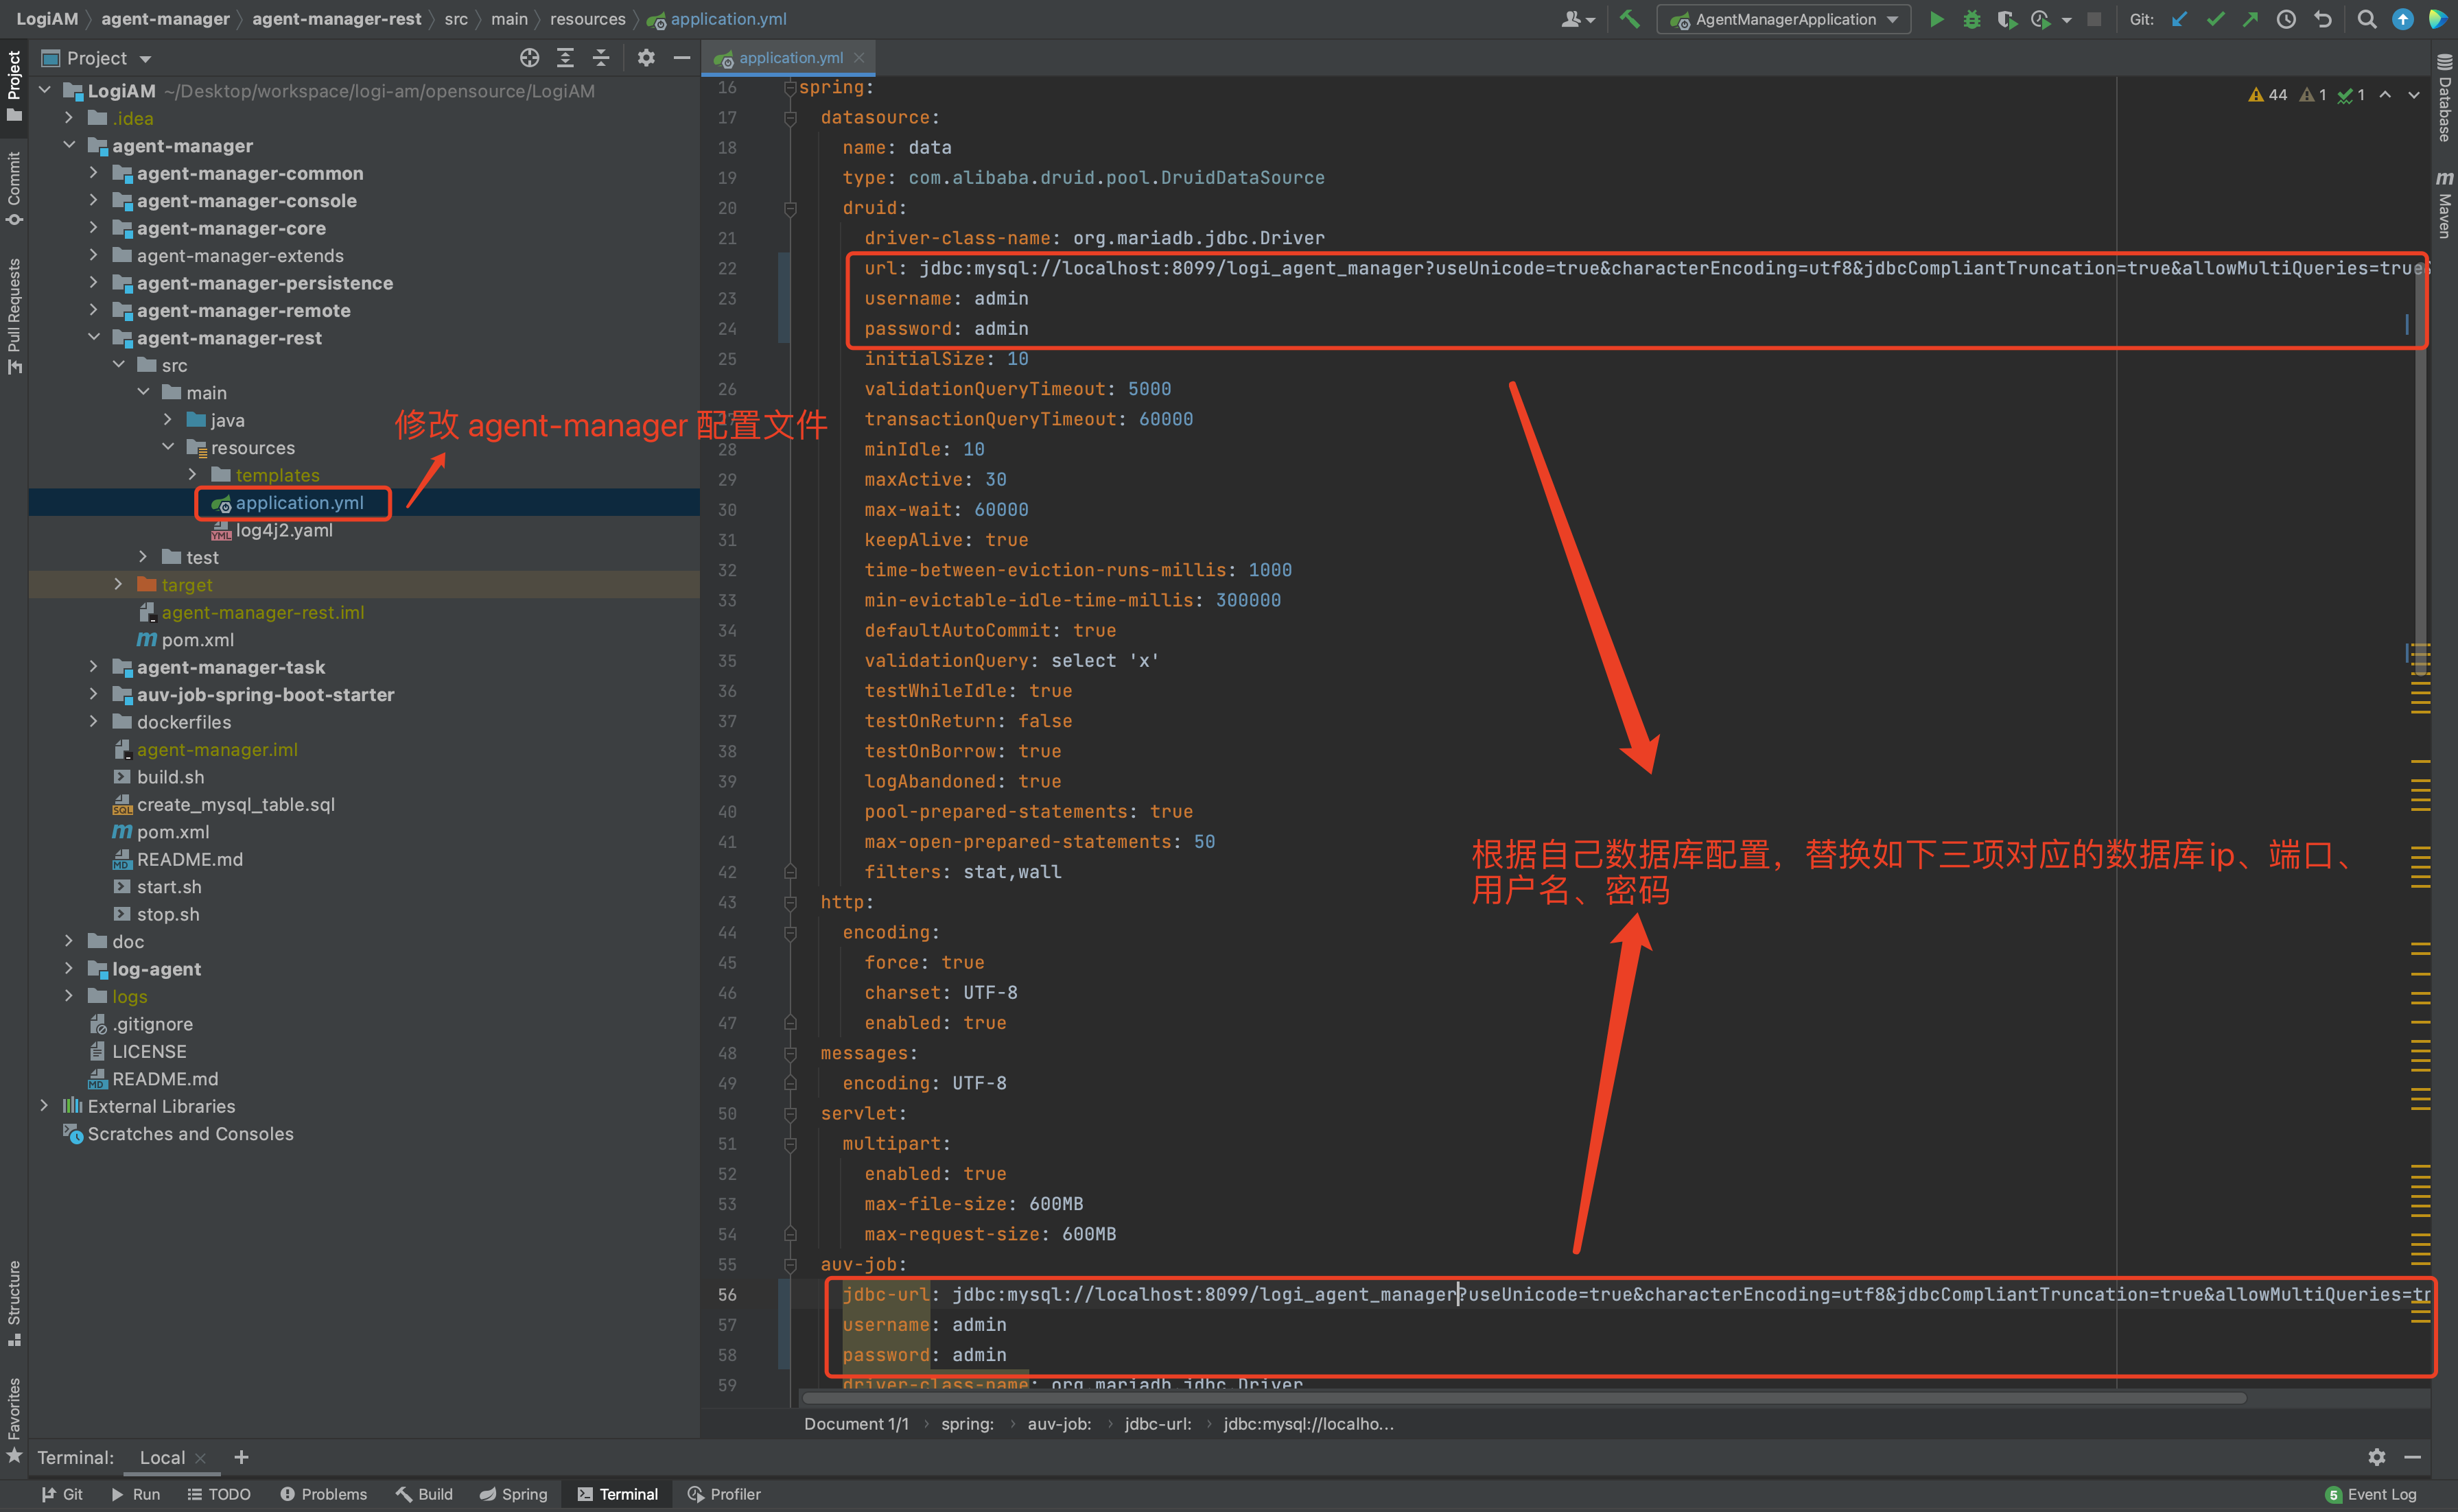 LogiAM agent-manager agent-manager-rest src main resources application.yml
AgentManagerApplication
Git:
Project
application.yml
Project
Commit
Pull Requests
Structure
Favorites
LogiAM ~/Desktop/workspace/logi-am/opensource/LogiAM
.idea
agent-manager
agent-manager-common
agent-manager-console
agent-manager-core
agent-manager-extends
agent-manager-persistence
agent-manager-remote
agent-manager-rest
src
main
java
resources
templates
application.yml
log4j2.yaml
test
target
agent-manager-rest.iml
pom.xml
agent-manager-task
auv-job-spring-boot-starter
dockerfiles
agent-manager.iml
build.sh
create_mysql_table.sql
pom.xml
README.md
start.sh
stop.sh
doc
log-agent
logs
.gitignore
LICENSE
README.md
External Libraries
Scratches and Consoles
修改 agent-manager 配置文件
16 spring:
17 datasource:
18 name: data
19 type: com.alibaba.druid.pool.DruidDataSource
20 druid:
21 driver-class-name: org.mariadb.jdbc.Driver
22 url: jdbc:mysql://localhost:8099/logi_agent_manager?useUnicode=true&characterEncoding=utf8&jdbcCompliantTruncation=true&allowMultiQueries=true&
23 username: admin
24 password: admin
25 initialSize: 10
26 validationQueryTimeout: 5000
transactionQueryTimeout: 60000
28 minIdle: 10
29 maxActive: 30
30 max-wait: 60000
31 keepAlive: true
32 time-between-eviction-runs-millis: 1000
33 min-evictable-idle-time-millis: 300000
34 defaultAutoCommit: true
35 validationQuery: select 'x'
36 testWhileIdle: true
37 testOnReturn: false
38 testOnBorrow: true
39 logAbandoned: true
40 pool-prepared-statements: true
41 max-open-prepared-statements: 50
42 filters: stat,wall
43 http:
44 encoding:
45 force: true
46 charset: UTF-8
47 enabled: true
48 messages:
49 encoding: UTF-8
50 servlet:
51 multipart:
52 enabled: true
53 max-file-size: 600MB
54 max-request-size: 600MB
55 auv-job:
56 jdbc-url: jdbc:mysql://localhost:8099/logi_agent_manager?useUnicode=true&characterEncoding=utf8&jdbcCompliantTruncation=true&allowMultiQueries=tr
57 username: admin
58 password: admin
59 driver-class-name: org.mariadb.jdbc.Driver
根据自己数据库配置，替换如下三项对应的数据库ip、端口、
用户名、密码
44 1 1
Database
Maven
Document 1/1 spring: auv-job: jdbc-url: jdbc:mysql://localho...
Terminal: Local
Git Run TODO Problems Build Spring Terminal Profiler
5 Event Log